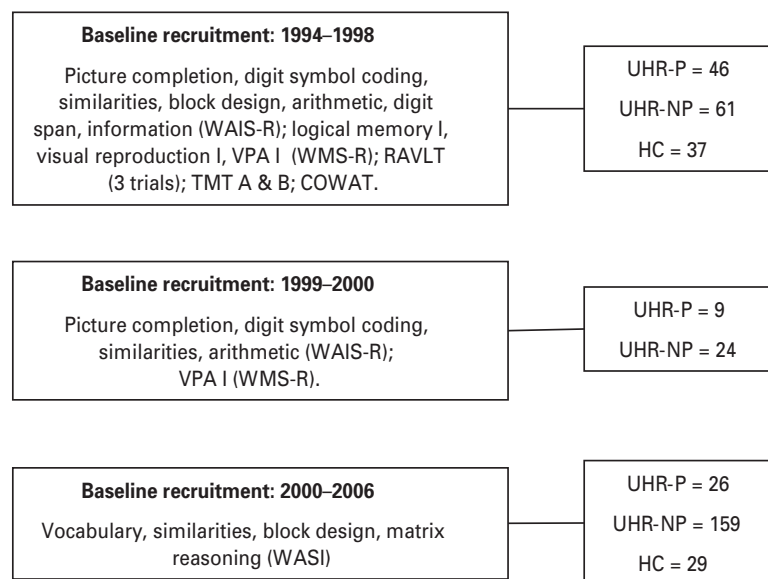 Baseline recruitment: 1994–1998
Picture completion, digit symbol coding,
similarities, block design, arithmetic, digit
span, information (WAIS-R); logical memory I,
visual reproduction I, VPA I (WMS-R); RAVLT
(3 trials); TMT A & B; COWAT.
UHR-P = 46
UHR-NP = 61
HC = 37
Baseline recruitment: 1999–2000
Picture completion, digit symbol coding,
similarities, arithmetic (WAIS-R);
VPA I (WMS-R).
UHR-P = 9
UHR-NP = 24
Baseline recruitment: 2000–2006
Vocabulary, similarities, block design, matrix
reasoning (WASI)
UHR-P = 26
UHR-NP = 159
HC = 29